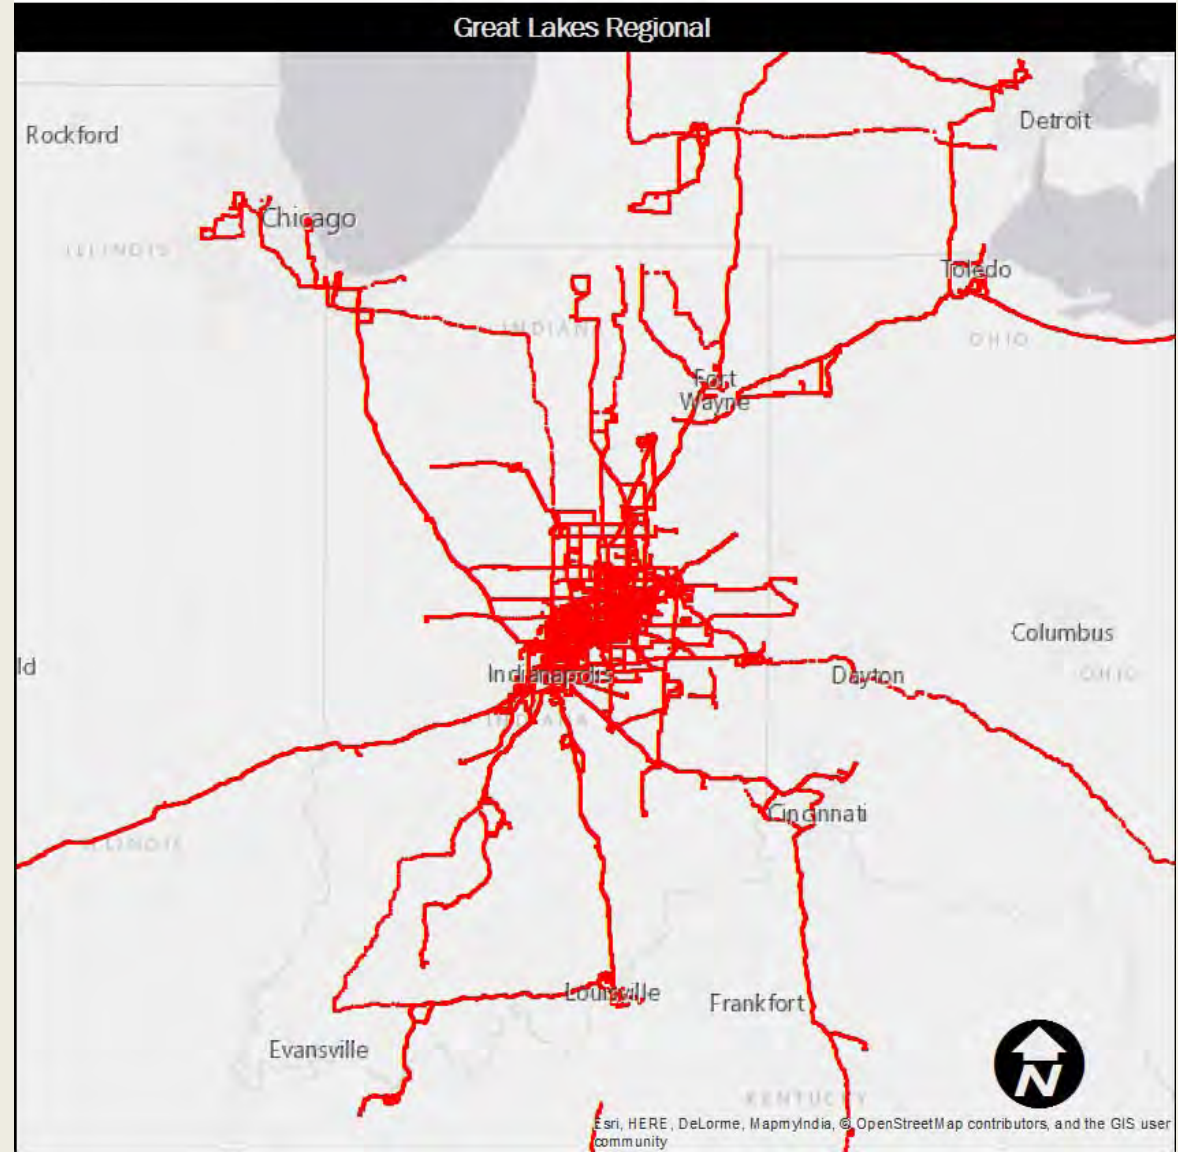 Great Lakes Regional
Rockford
Detroit
Chicago
ILLINOIS
Toledo
INDIAN
OHIO
Fort
Wayne
Columbus
ld
Indianapolis
Dayton
OHIO
INDIANA
Cincinnati
ILLINOIS
Louisville
Frankfort
Evansville
N
KENTUCKY
Esri, HERE, DeLorme, MapmyIndia, © OpenStreetMap contributors, and the GIS user
community